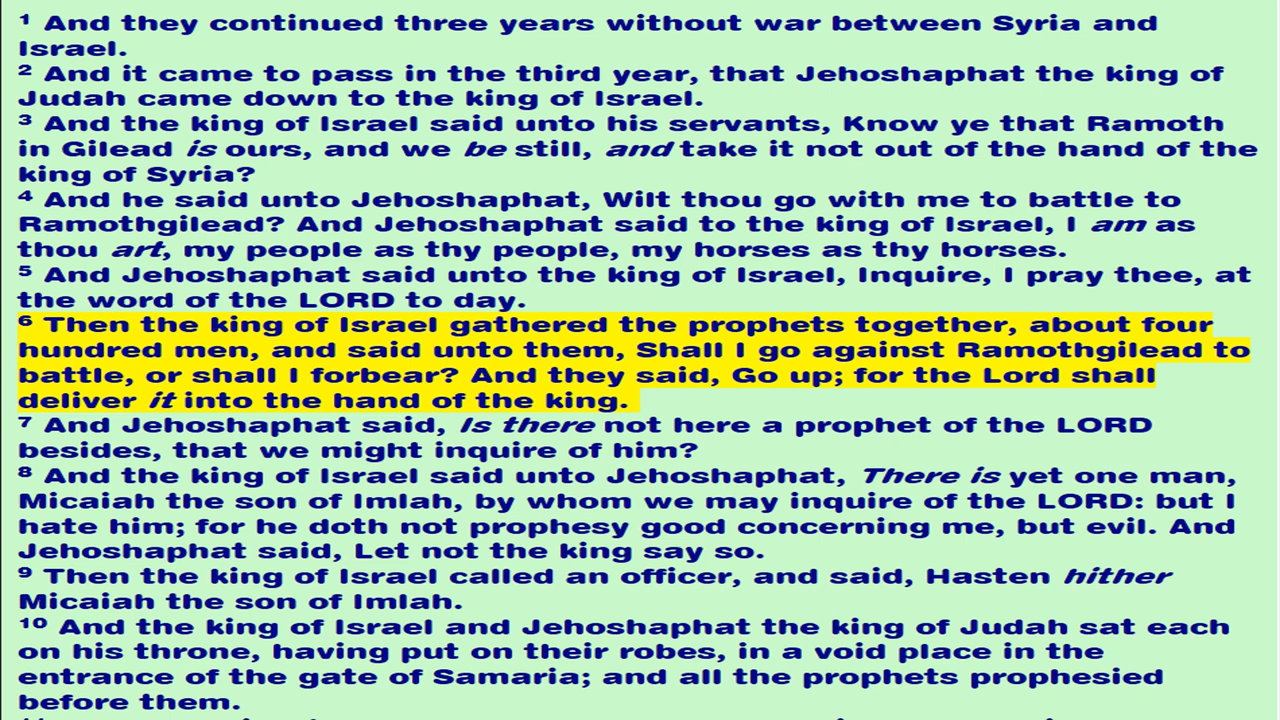 1 And they continued three years without war between Syria and
Israel.
2 And it came to pass in the third year, that Jehoshaphat the king of
Judah came down to the king of Israel.
3 And the king of Israel said unto his servants, Know ye that Ramoth
in Gilead is ours, and we be still, and take it not out of the hand of the
king of Syria?
4 And he said unto Jehoshaphat, Wilt thou go with me to battle to
Ramothgilead? And Jehoshaphat said to the king of Israel, I am as
thou art, my people as thy people, my horses as thy horses.
5 And Jehoshaphat said unto the king of Israel, Inquire, I pray thee, at
the word of the LORD to day.
6 Then the king of Israel gathered the prophets together, about four
hundred men, and said unto them, Shall I go against Ramothgilead to
battle, or shall I forbear? And they said, Go up; for the Lord shall
deliver it into the hand of the king.
7 And Jehoshaphat said, Is there not here a prophet of the LORD
besides, that we might inquire of him?
8 And the king of Israel said unto Jehoshaphat, There is yet one man,
Micaiah the son of Imlah, by whom we may inquire of the LORD: but I
hate him; for he doth not prophesy good concerning me, but evil. And
Jehoshaphat said, Let not the king say so.
9 Then the king of Israel called an officer, and said, Hasten hither
Micaiah the son of Imlah.
10 And the king of Israel and Jehoshaphat the king of Judah sat each
on his throne, having put on their robes, in a void place in the
entrance of the gate of Samaria; and all the prophets prophesied
before them.